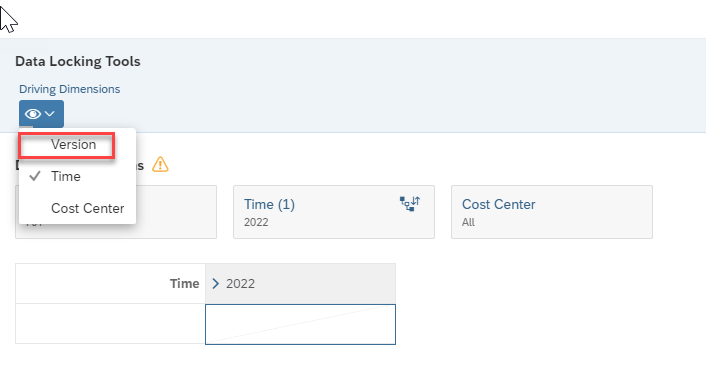 Data Locking Tools
Driving Dimensions
Version
Time
Cost Center
Time (1)
2022
Cost Center
All
Time
2022